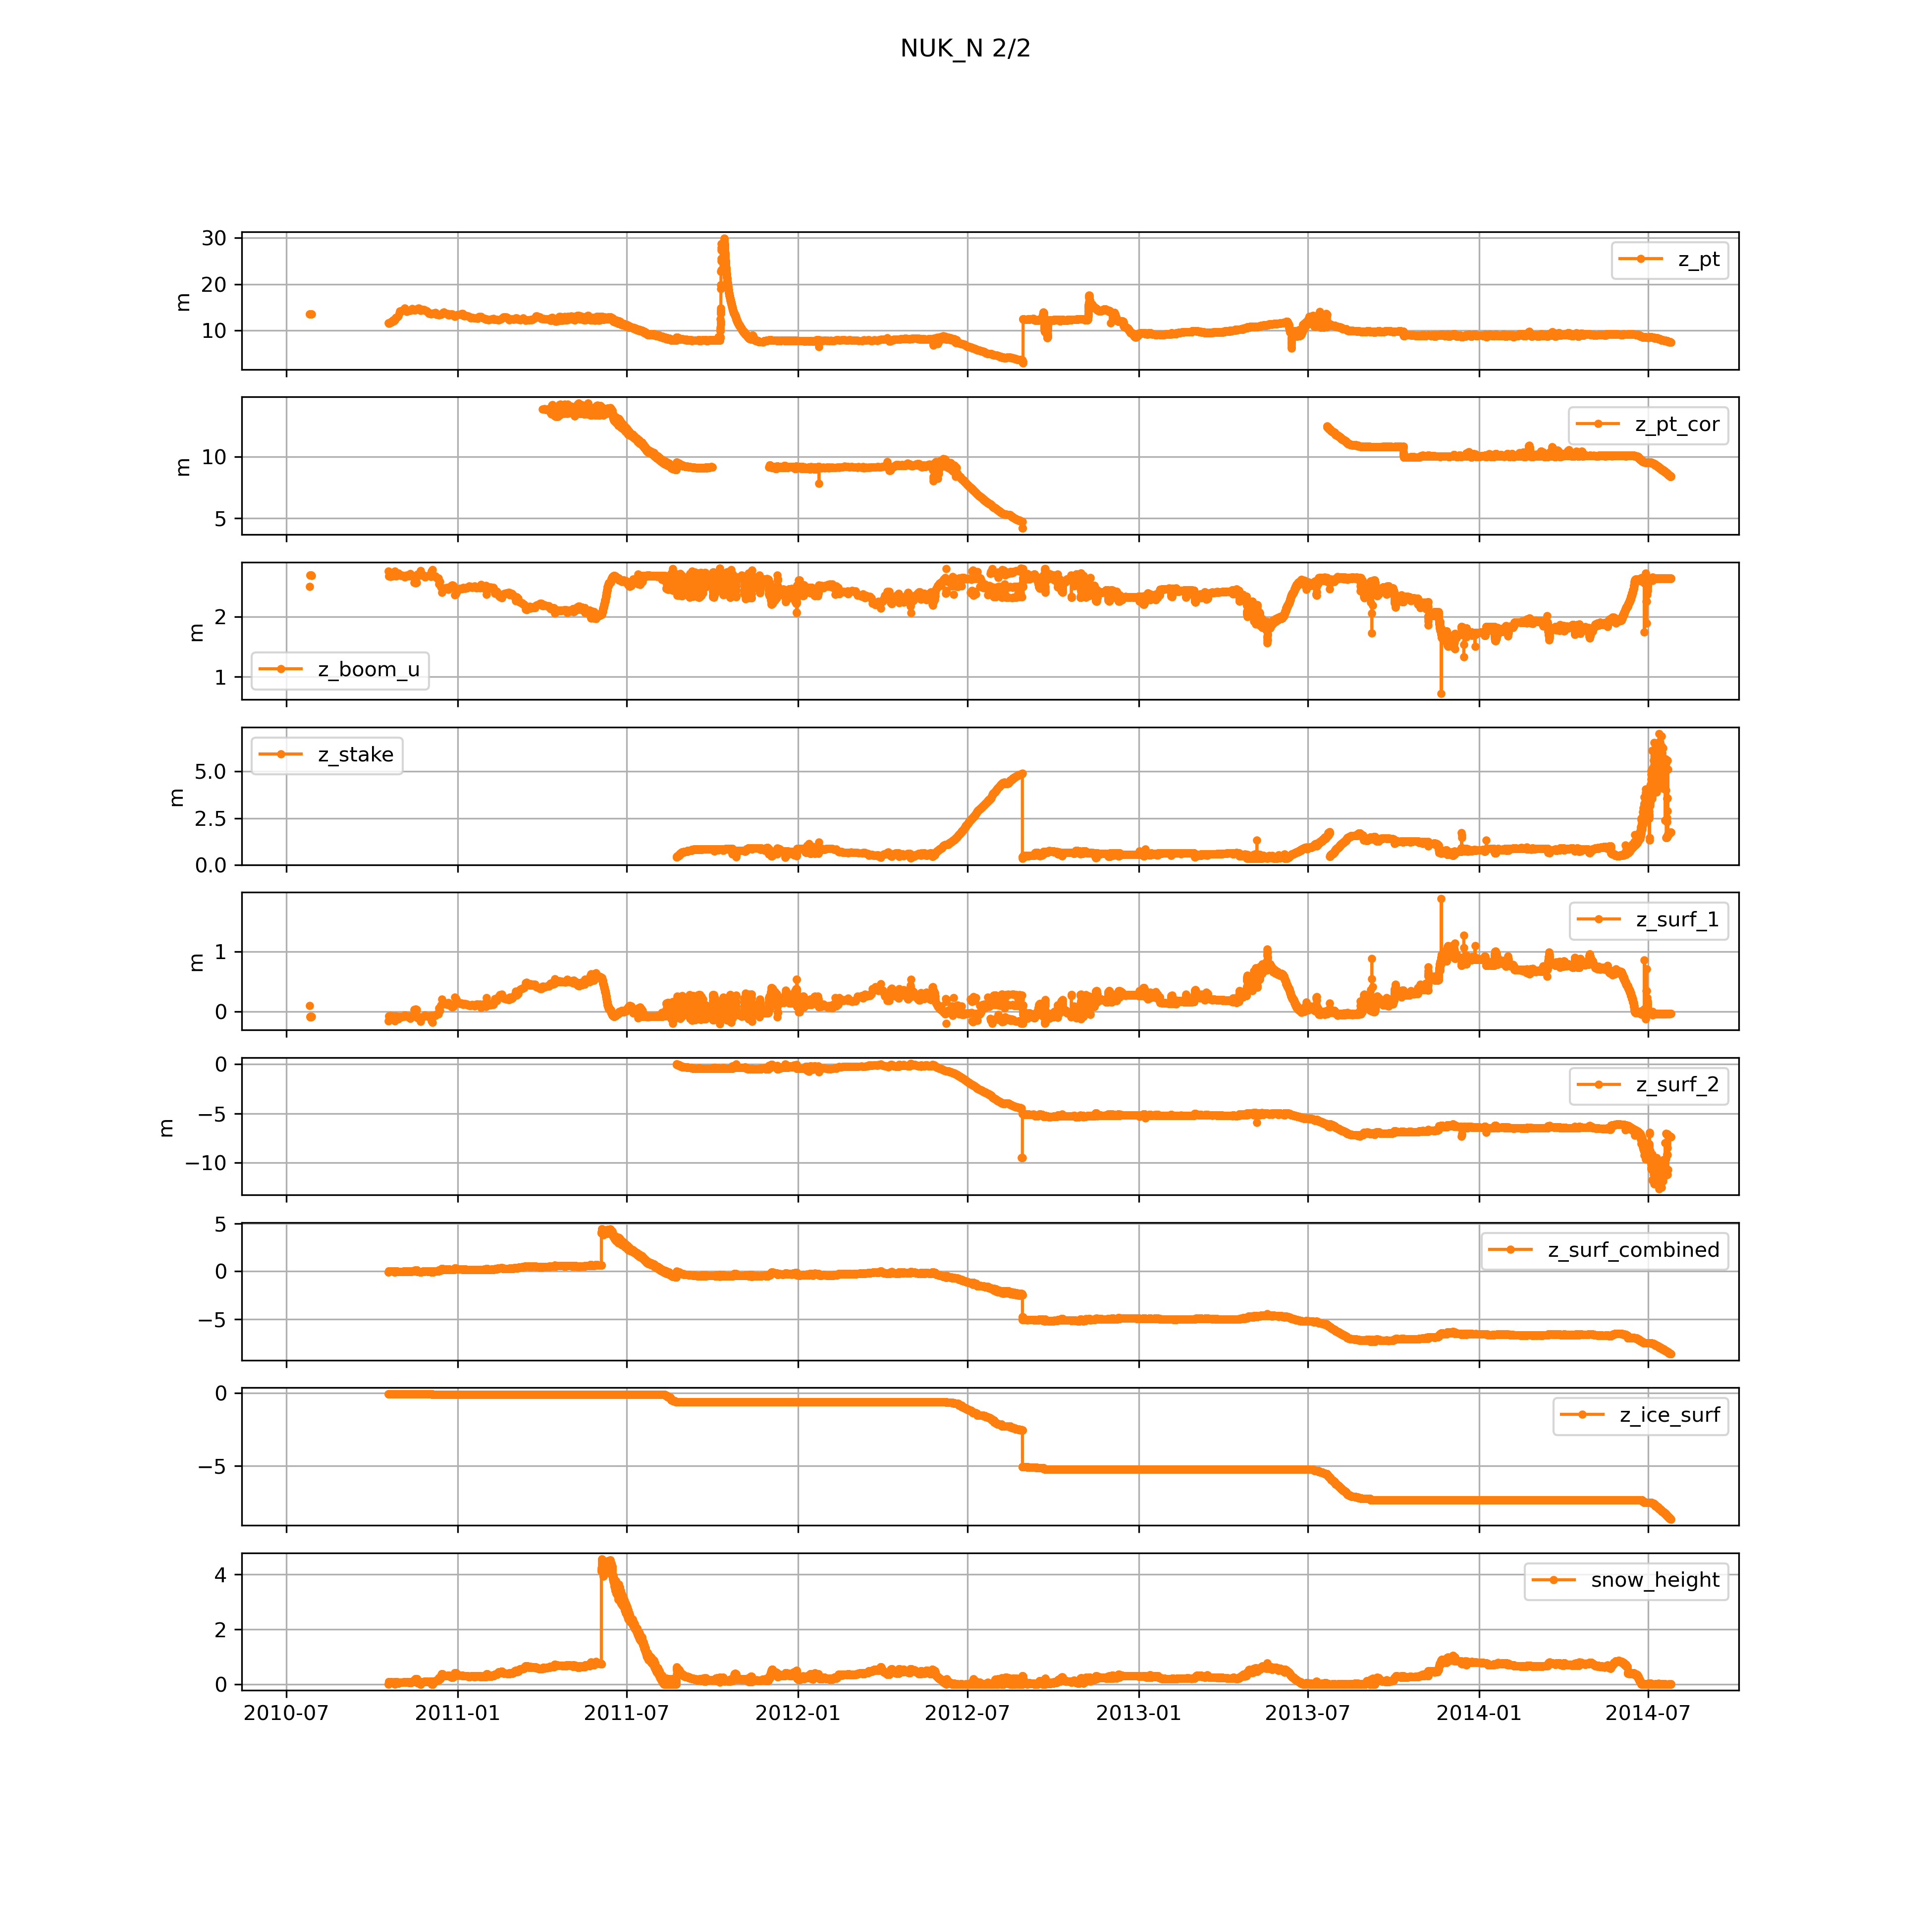 NUK_N 2/2
30
20
10
m
z_pt
10
5
m
z_pt_cor
2
1
m
z_boom_u
5.0
2.5
0.0
m
z_stake
1
0
m
z_surf_1
0
−5
−10
m
z_surf_2
5
0
−5
z_surf_combined
0
−5
z_ice_surf
4
2
0
snow_height
2010-07 2011-01 2011-07 2012-01 2012-07 2013-01 2013-07 2014-01 2014-07